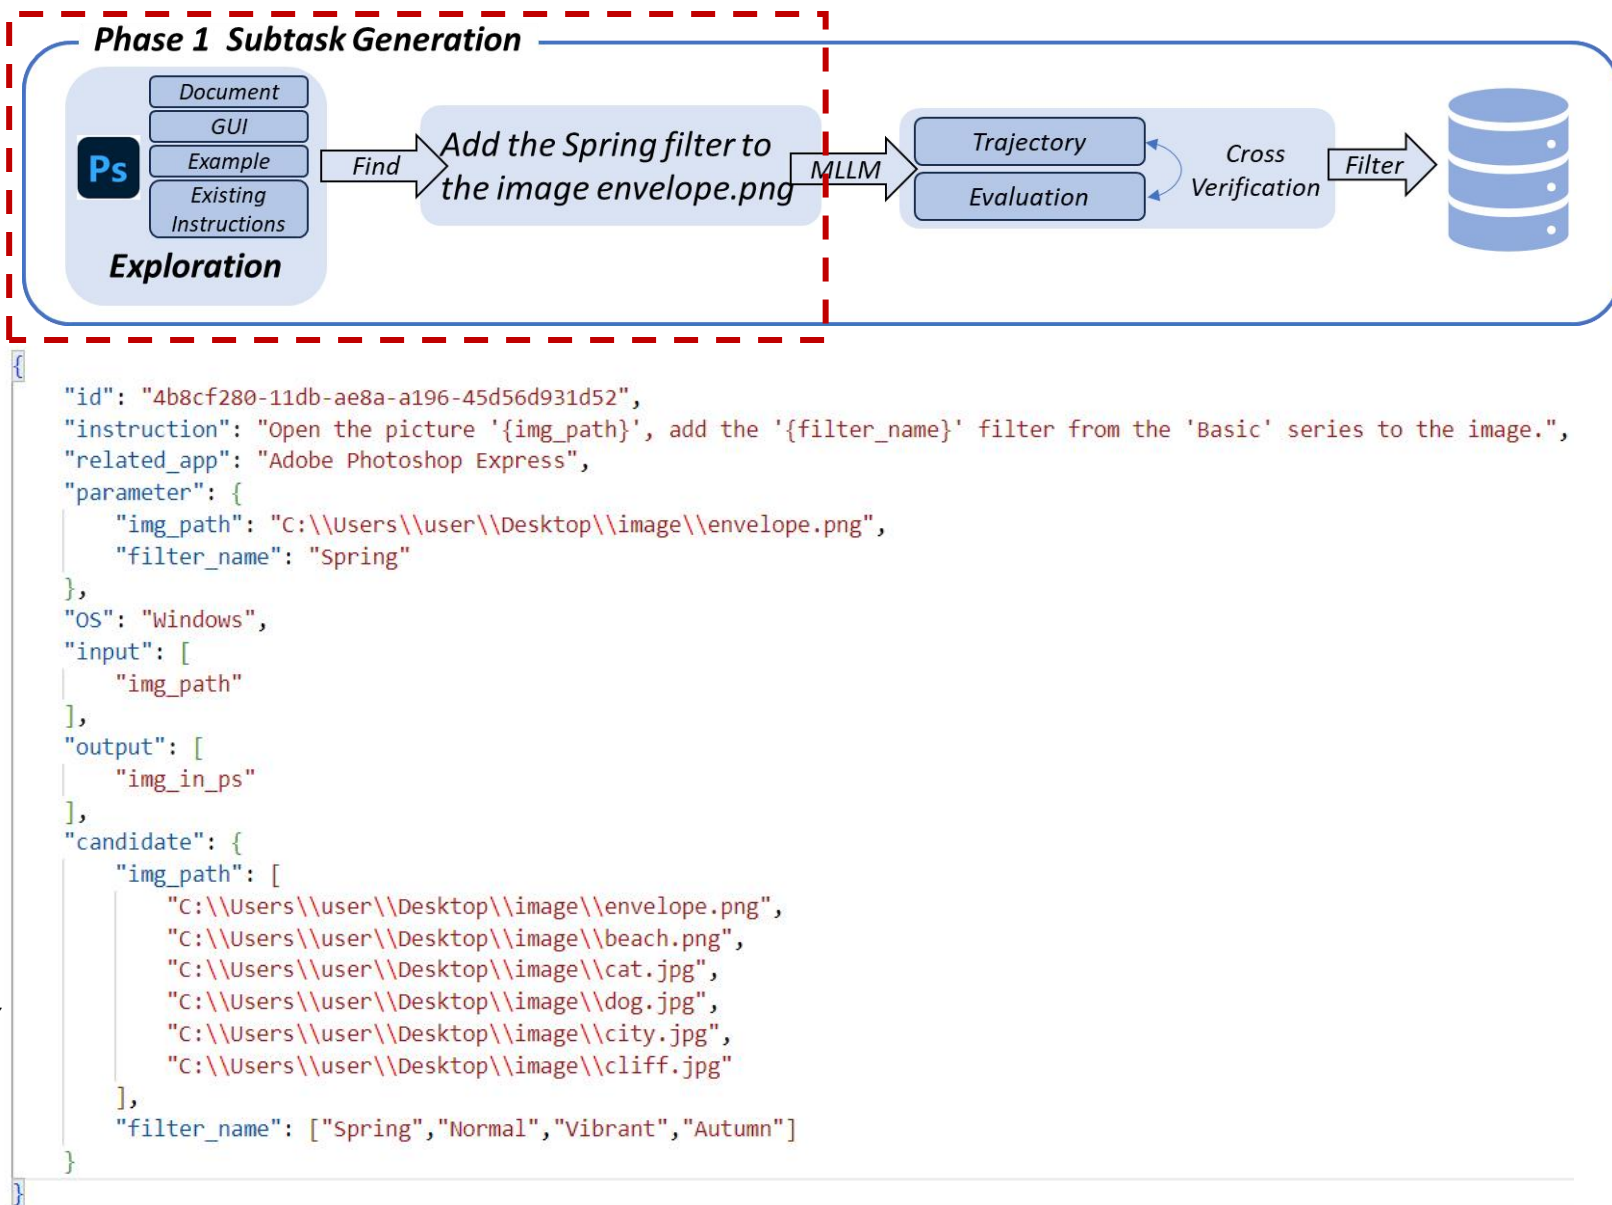 Phase 1 Subtask Generation
Document
GUI
Example
Existing
Instructions
Ps
Exploration
Find
Add the Spring filter to
the image envelope.png
MLLM
Trajectory
Evaluation
Cross
Verification
Filter
{
"id": "4b8cf280-11db-ae8a-a196-45d56d931d52",
"instruction": "Open the picture '{img_path}', add the '{filter_name}' filter from the 'Basic' series to the image.",
"related_app": "Adobe Photoshop Express",
"parameter": {
"img_path": "C:\\Users\\user\\Desktop\\image\\envelope.png",
"filter_name": "Spring"
},
"OS": "Windows",
"input": [
"img_path"
],
"output": [
"img_in_ps"
],
"candidate": {
"img_path": [
"C:\\Users\\user\\Desktop\\image\\envelope.png",
"C:\\Users\\user\\Desktop\\image\\beach.png",
"C:\\Users\\user\\Desktop\\image\\cat.jpg",
"C:\\Users\\user\\Desktop\\image\\dog.jpg",
"C:\\Users\\user\\Desktop\\image\\city.jpg",
"C:\\Users\\user\\Desktop\\image\\cliff.jpg"
],
"filter_name": ["Spring","Normal","Vibrant","Autumn"]
}
}